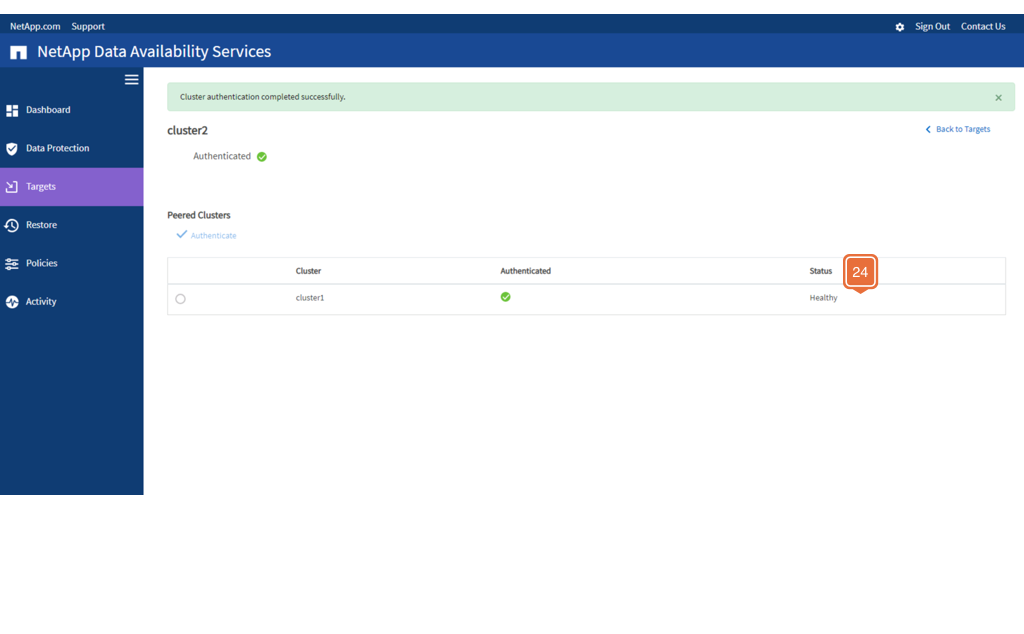 NetApp.com Support Sign Out Contact Us
NetApp Data Availability Services
Cluster authentication completed successfully. ×
cluster2 Back to Targets
Authenticated
Dashboard
Data Protection
Targets
Restore
Policies
Activity
Peered Clusters
Authenticate
Cluster Authenticated Status 24
cluster1 Healthy